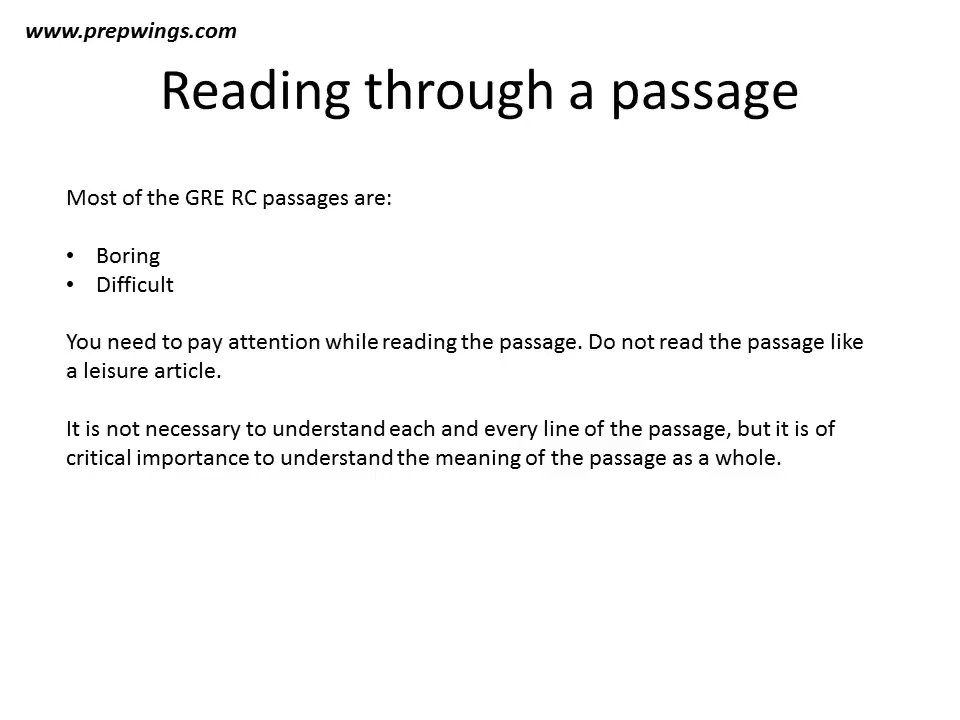 www.prepwings.com
Reading through a passage
Most of the GRE RC passages are:
• Boring
• Difficult
You need to pay attention while reading the passage. Do not read the passage like
a leisure article.
It is not necessary to understand each and every line of the passage, but it is of
critical importance to understand the meaning of the passage as a whole.